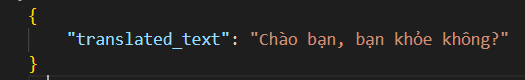 {
"translated_text": "Chào bạn, bạn khỏe không?"
}